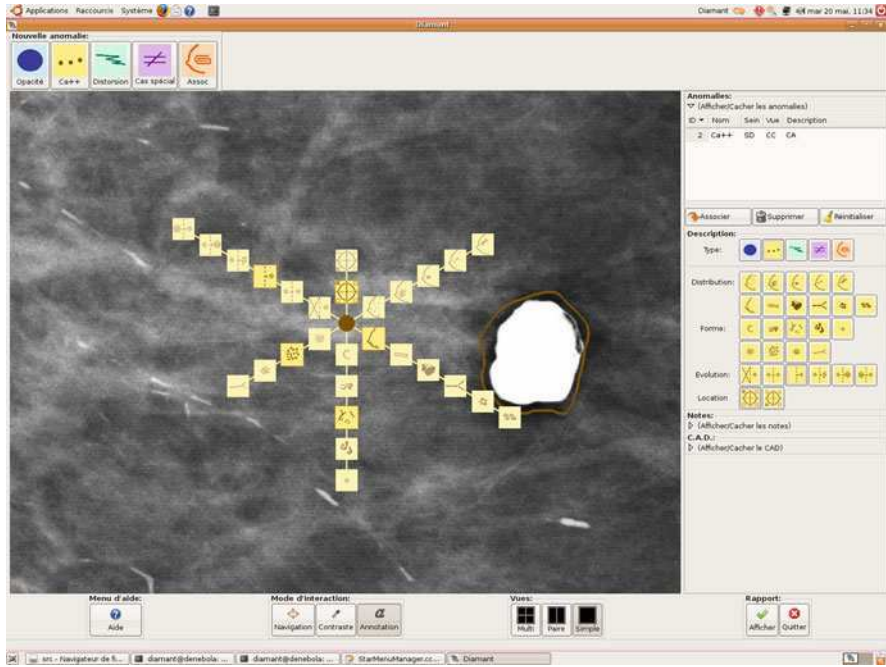 Applications Raccourcis Système
Diamant mar 20 mai, 11:34
Diamant
Nouvelle anomalie:
Opacité Ca++ Distorsion Cas spécial Assoc
Anomalies:
(Afficher/Cacher les anomalies)
ID Nom Sein Vue Description
2 Ca++ SD CC CA
Associer Supprimer Réinitialiser
Description:
Type:
Distribution:
Forme:
Evolution:
Location
Notes:
(Afficher/Cacher les notes)
C.A.D.:
(Afficher/Cacher le CAD)
Menu d'aide: Mode d'interaction: Vues: Rapport:
Aide Navigation Contraste Annotation Multi Paire Simple Afficher Quitter
src - Navigateur de fi... diamant@denebola: ... diamant@denebola: ... StarMenuManager.cc... Diamant